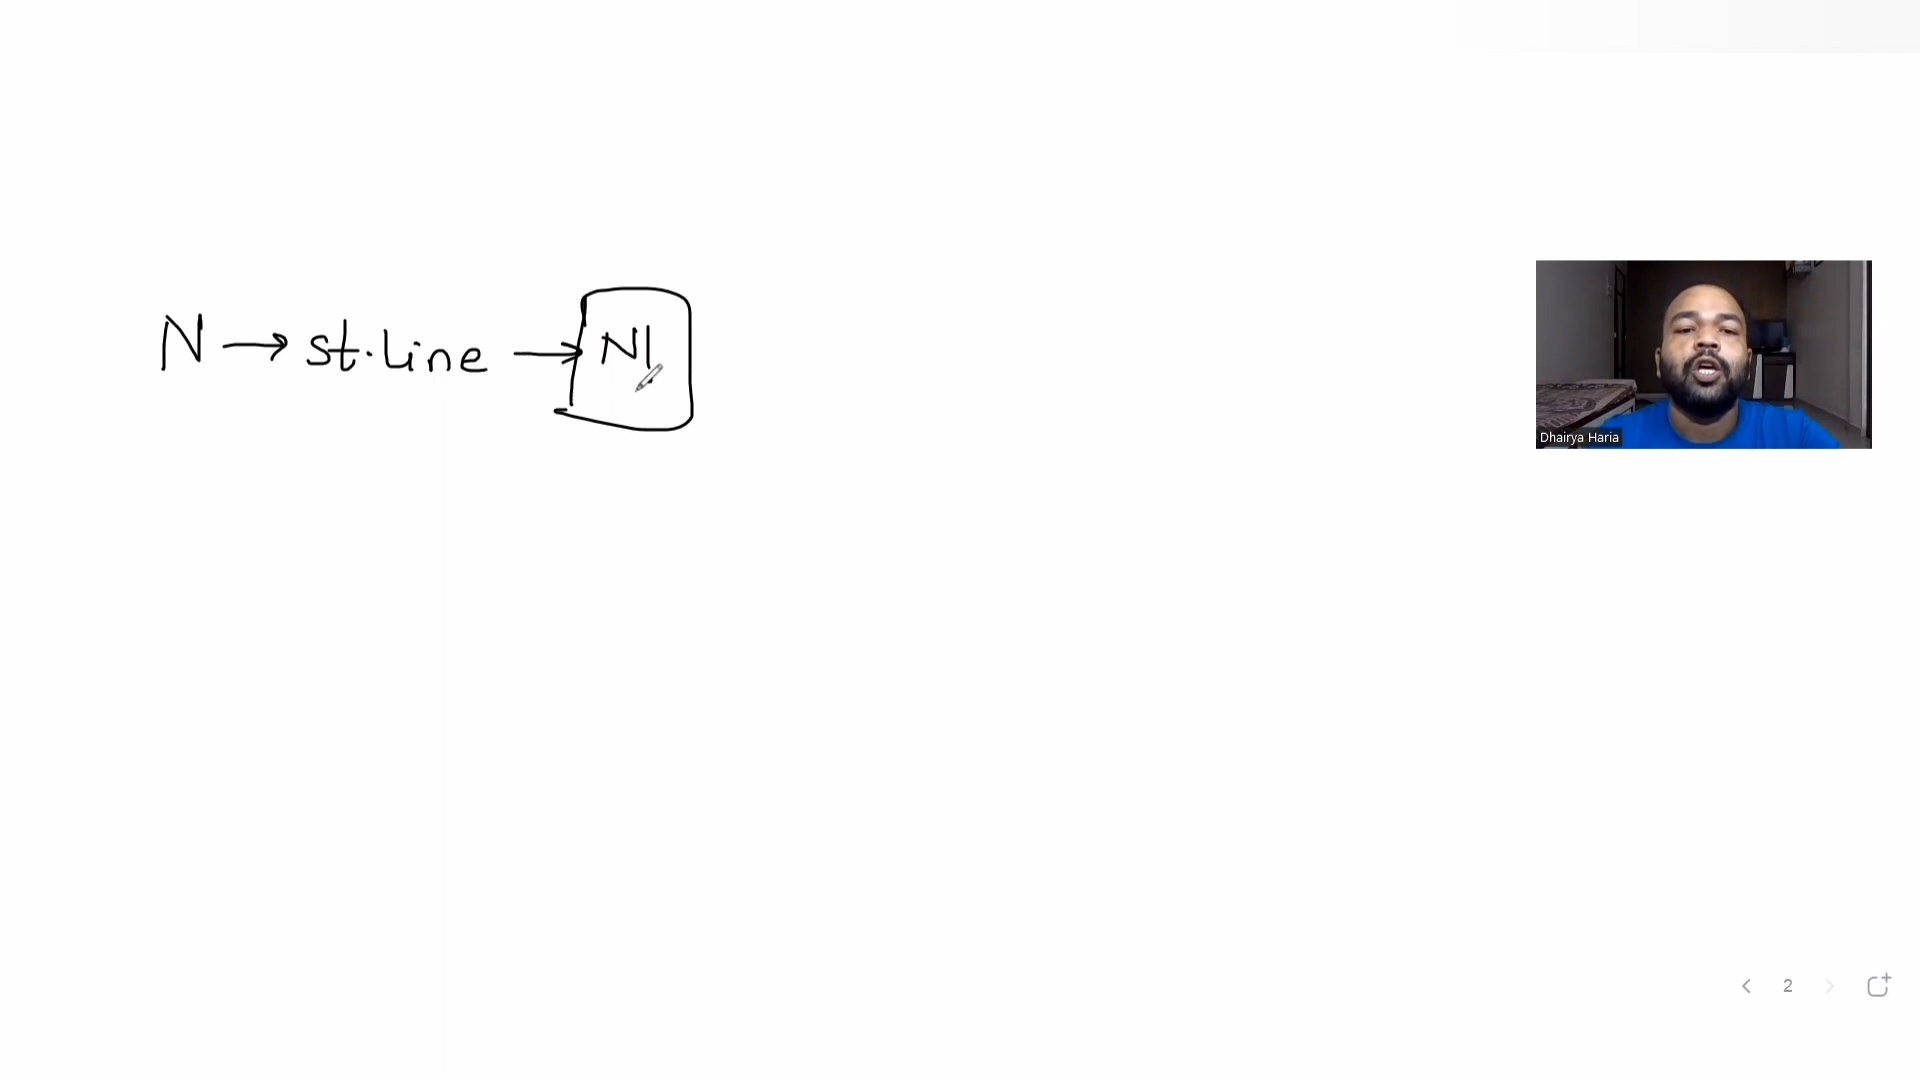 N → st. line → N!
Dhairya Haria
2